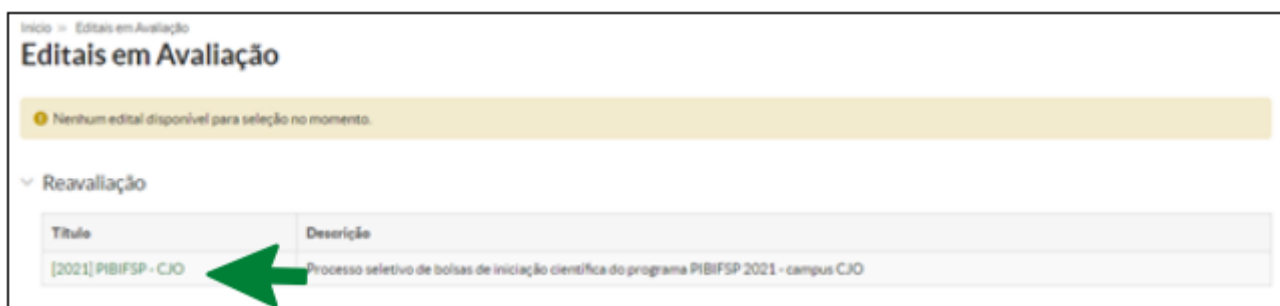 Início » Editais em Avaliação
Editais em Avaliação
Nenhum edital disponível para seleção no momento.
Reavaliação
Título Descrição
[2021] PIBIFSP - CJO Processo seletivo de bolsas de iniciação científica do programa PIBIFSP 2021 - campus CJO